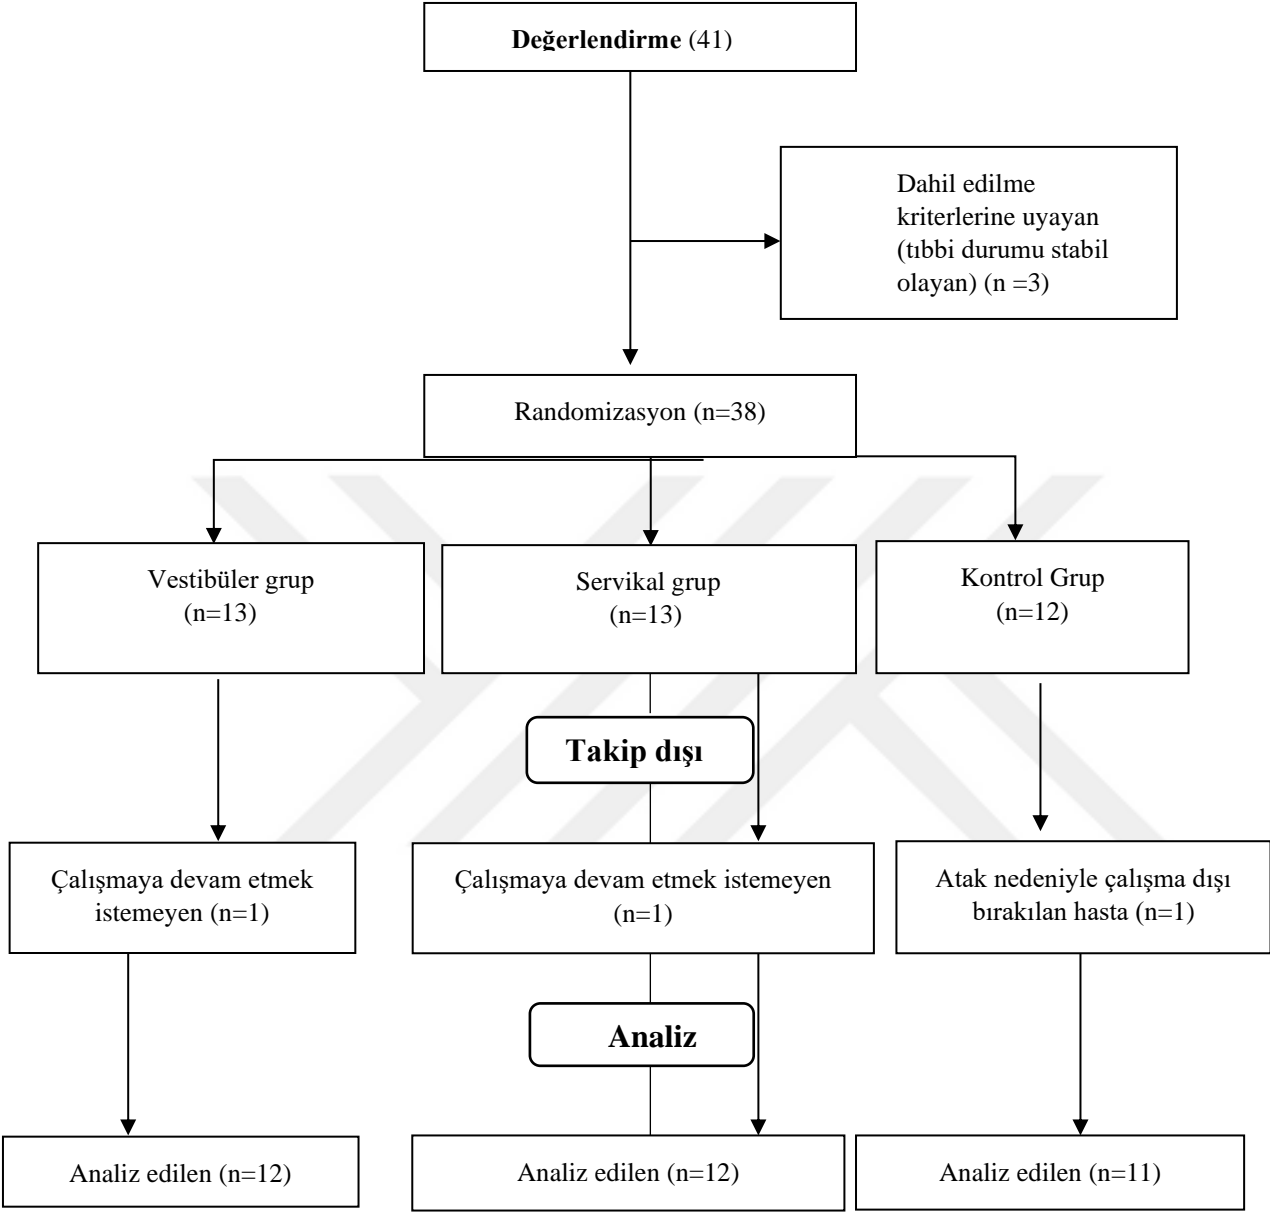 Değerlendirme (41)
Dahil edilme
kriterlerine uyayan
(tıbbi durumu stabil
olayan) (n =3)
Randomizasyon (n=38)
Vestibüler grup
(n=13)
Servikal grup
(n=13)
Kontrol Grup
(n=12)
Takip dışı
Çalışmaya devam etmek
istemeyen (n=1)
Çalışmaya devam etmek istemeyen
(n=1)
Atak nedeniyle çalışma dışı
bırakılan hasta (n=1)
Analiz
Analiz edilen (n=12)
Analiz edilen (n=12)
Analiz edilen (n=11)